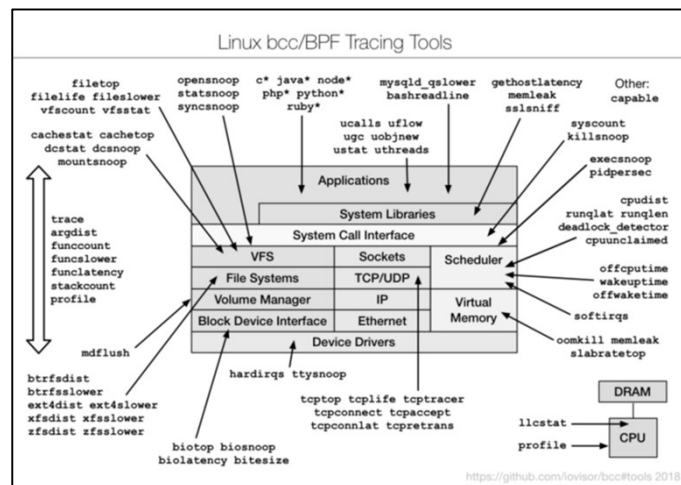 Linux bcc/BPF Tracing Tools
filetop
filelife fileslower
vfscount vfsstat
opensnoop
statsnoop
syncsnoop
c* java* node*
php* python*
ruby*
mysqld_qslower
bashreadline
gethostlatency
memleak
sslsniff
Other:
capable
cachestat cachetop
dcstat dcsnoop
mountsnoop
ucalls uflow
ugc uobjnew
ustat uthreads
syscount
killsnoop
execsnoop
pidpersec
trace
argdist
funccount
funcslower
funclatency
stackcount
profile
Applications
System Libraries
System Call Interface
VFS
Sockets
Scheduler
File Systems
TCP/UDP
Volume Manager
IP
Virtual
Memory
Block Device Interface
Ethernet
Device Drivers
cpudist
runqlat runqlen
deadlock_detector
cpuunclaimed
offcputime
wakeuptime
offwaketime
softirqs
oomkill memleak
slabratetop
mdflush
hardirqs ttysnoop
btrfsdist
btrfsslower
ext4dist ext4slower
xfsdist xfsslower
zfsdist zfsslower
biotop biosnoop
biolatency bitesize
tcptop tcplife tcptracer
tcpconnect tcpaccept
tcpconnlat tcpretrans
DRAM
llcstat
CPU
profile
https://github.com/iovisor/bcc#tools 2018